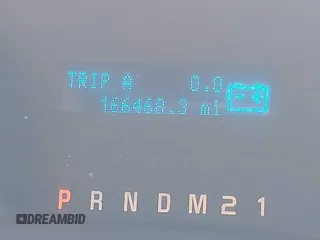 TRIP A 0.0
166468.3 mi
P R N D M 2 1
DREAMBID